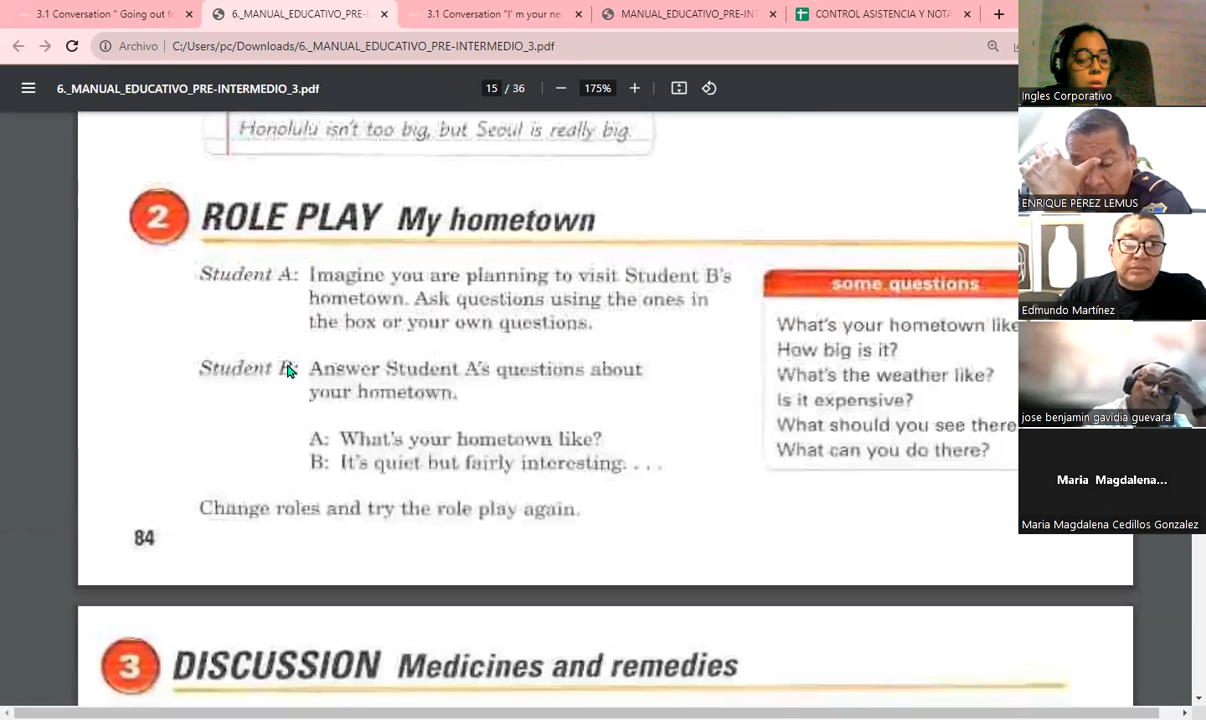 3.1 Conversation " Going out fo
6._MANUAL_EDUCATIVO_PRE-I
3.1 Conversation "I' m your ne
MANUAL_EDUCATIVO_PRE-INT
CONTROL ASISTENCIA Y NOTA
Archivo
C:/Users/pc/Downloads/6._MANUAL_EDUCATIVO_PRE-INTERMEDIO_3.pdf
6._MANUAL_EDUCATIVO_PRE-INTERMEDIO_3.pdf
15 / 36
175%
Honolulu isn't too big, but Seoul is really big.
2 ROLE PLAY My hometown
Student A: Imagine you are planning to visit Student B's
hometown. Ask questions using the ones in
the box or your own questions.
Student B: Answer Student A's questions about
your hometown.
A: What's your hometown like?
B: It's quiet but fairly interesting. . . .
Change roles and try the role play again.
84
some questions
What's your hometown like
How big is it?
What's the weather like?
Is it expensive?
What should you see there
What can you do there?
3 DISCUSSION Medicines and remedies
Ingles Corporativo
ENRIQUE PEREZ LEMUS
Edmundo Martínez
jose benjamin gavidia guevara
Maria Magdalena...
Maria Magdalena Cedillos Gonzalez